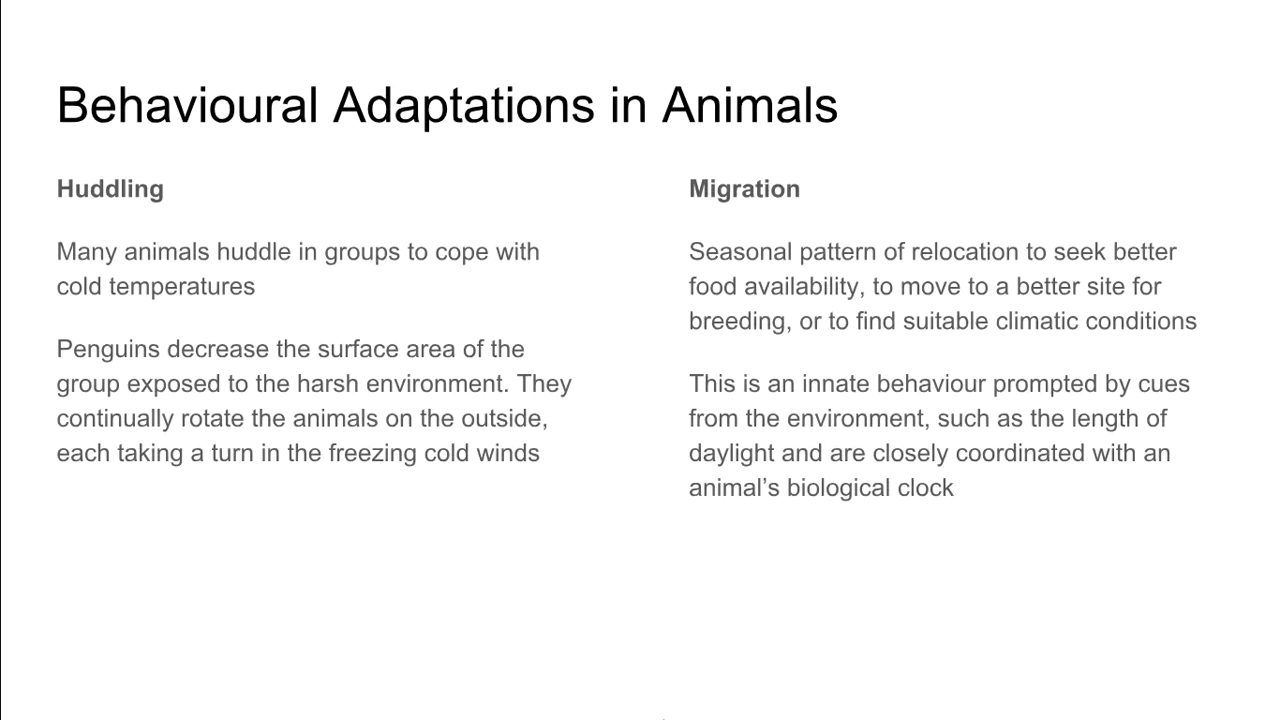 Behavioural Adaptations in Animals
Huddling
Many animals huddle in groups to cope with
cold temperatures
Penguins decrease the surface area of the
group exposed to the harsh environment. They
continually rotate the animals on the outside,
each taking a turn in the freezing cold winds
Migration
Seasonal pattern of relocation to seek better
food availability, to move to a better site for
breeding, or to find suitable climatic conditions
This is an innate behaviour prompted by cues
from the environment, such as the length of
daylight and are closely coordinated with an
animal’s biological clock